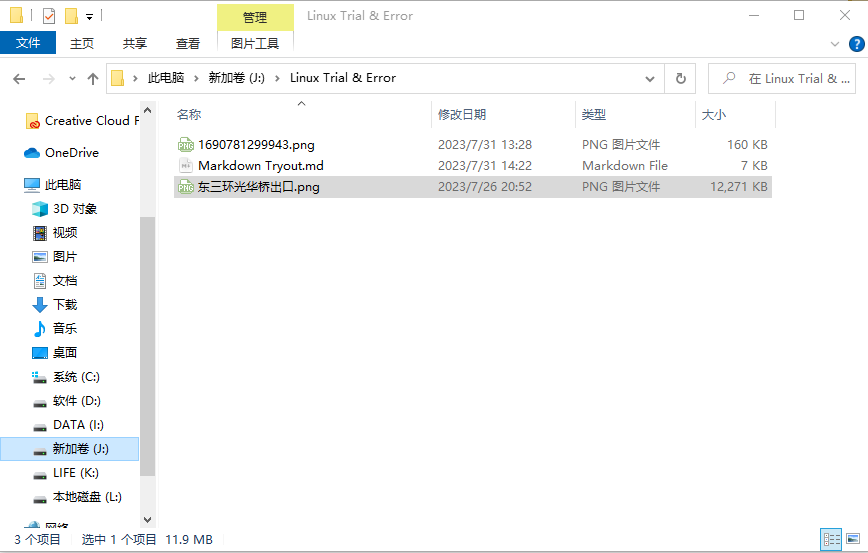 管理
Linux Trial & Error
文件 主页 共享 查看 图片工具
此电脑 新加卷 (J:) Linux Trial & Error
在 Linux Trial & ...
名称 修改日期 类型 大小
1690781299943.png 2023/7/31 13:28 PNG 图片文件 160 KB
Markdown Tryout.md 2023/7/31 14:22 Markdown File 7 KB
东三环光华桥出口.png 2023/7/26 20:52 PNG 图片文件 12,271 KB
Creative Cloud F
OneDrive
此电脑
3D 对象
视频
图片
文档
下载
音乐
桌面
系统 (C:)
软件 (D:)
DATA (I:)
新加卷 (J:)
LIFE (K:)
本地磁盘 (L:)
网络
3 个项目 选中 1 个项目 11.9 MB